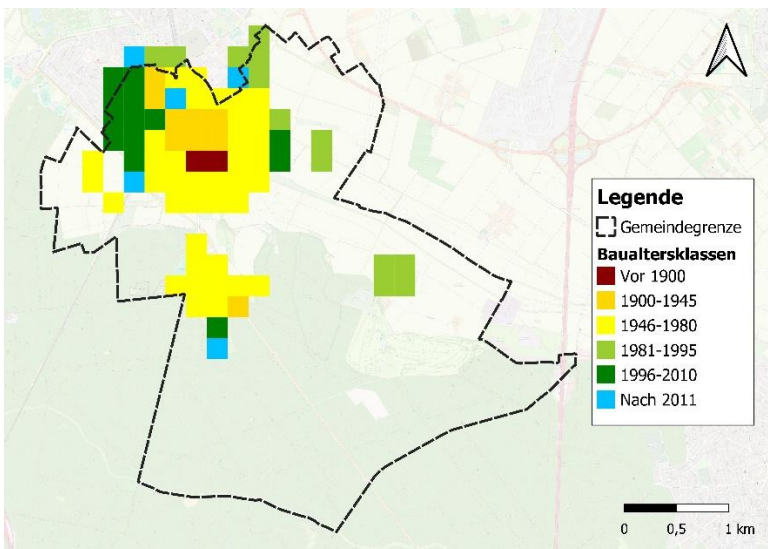 Legende
Gemeindegrenze
Baualtersklassen
Vor 1900
1900-1945
1946-1980
1981-1995
1996-2010
Nach 2011
0 0,5 1 km